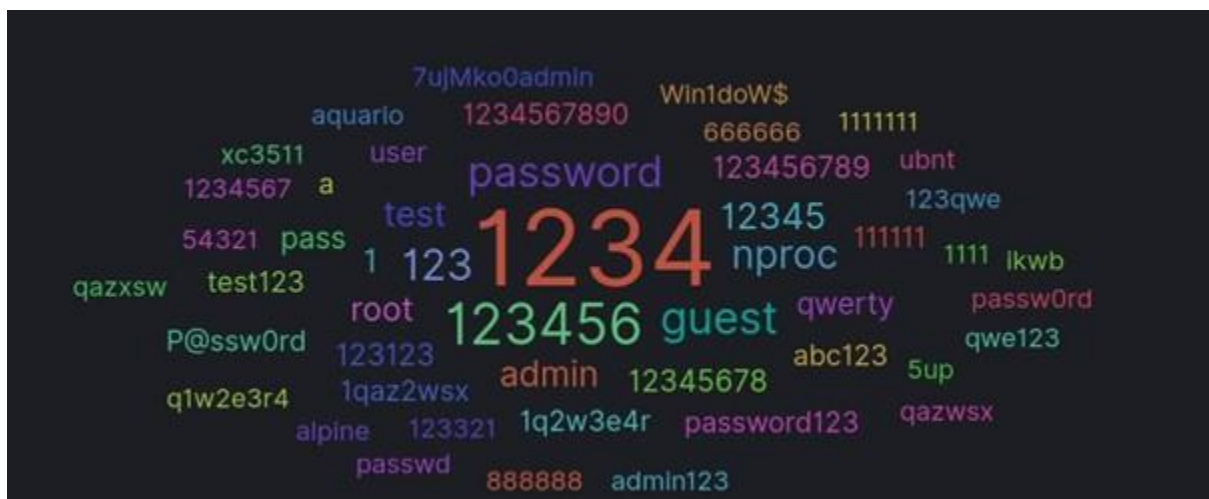 7ujMko0admin
Win1doW$
aquario
1234567890
666666
1111111
xc3511
user
password
123456789
ubnt
1234567
a
test
1234
12345
123qwe
54321
pass
1
123
nproc
111111
1111
lkwb
qazxsw
test123
root
123456
guest
qwerty
passw0rd
P@ssw0rd
123123
admin
12345678
abc123
qwe123
5up
q1w2e3r4
1qaz2wsx
alpine
123321
1q2w3e4r
password123
qazwsx
passwd
888888
admin123